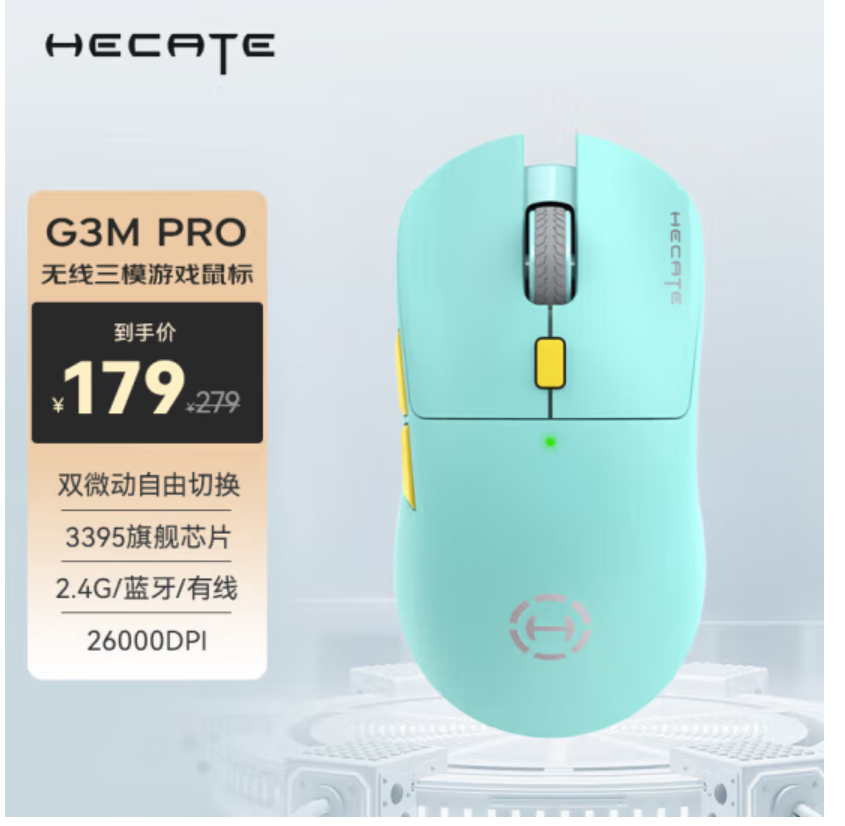 HECATE
G3M PRO
无线三模游戏鼠标
到手价
¥179 ¥279
双微动自由切换
3395旗舰芯片
2.4G/蓝牙/有线
26000DPI
HECATE